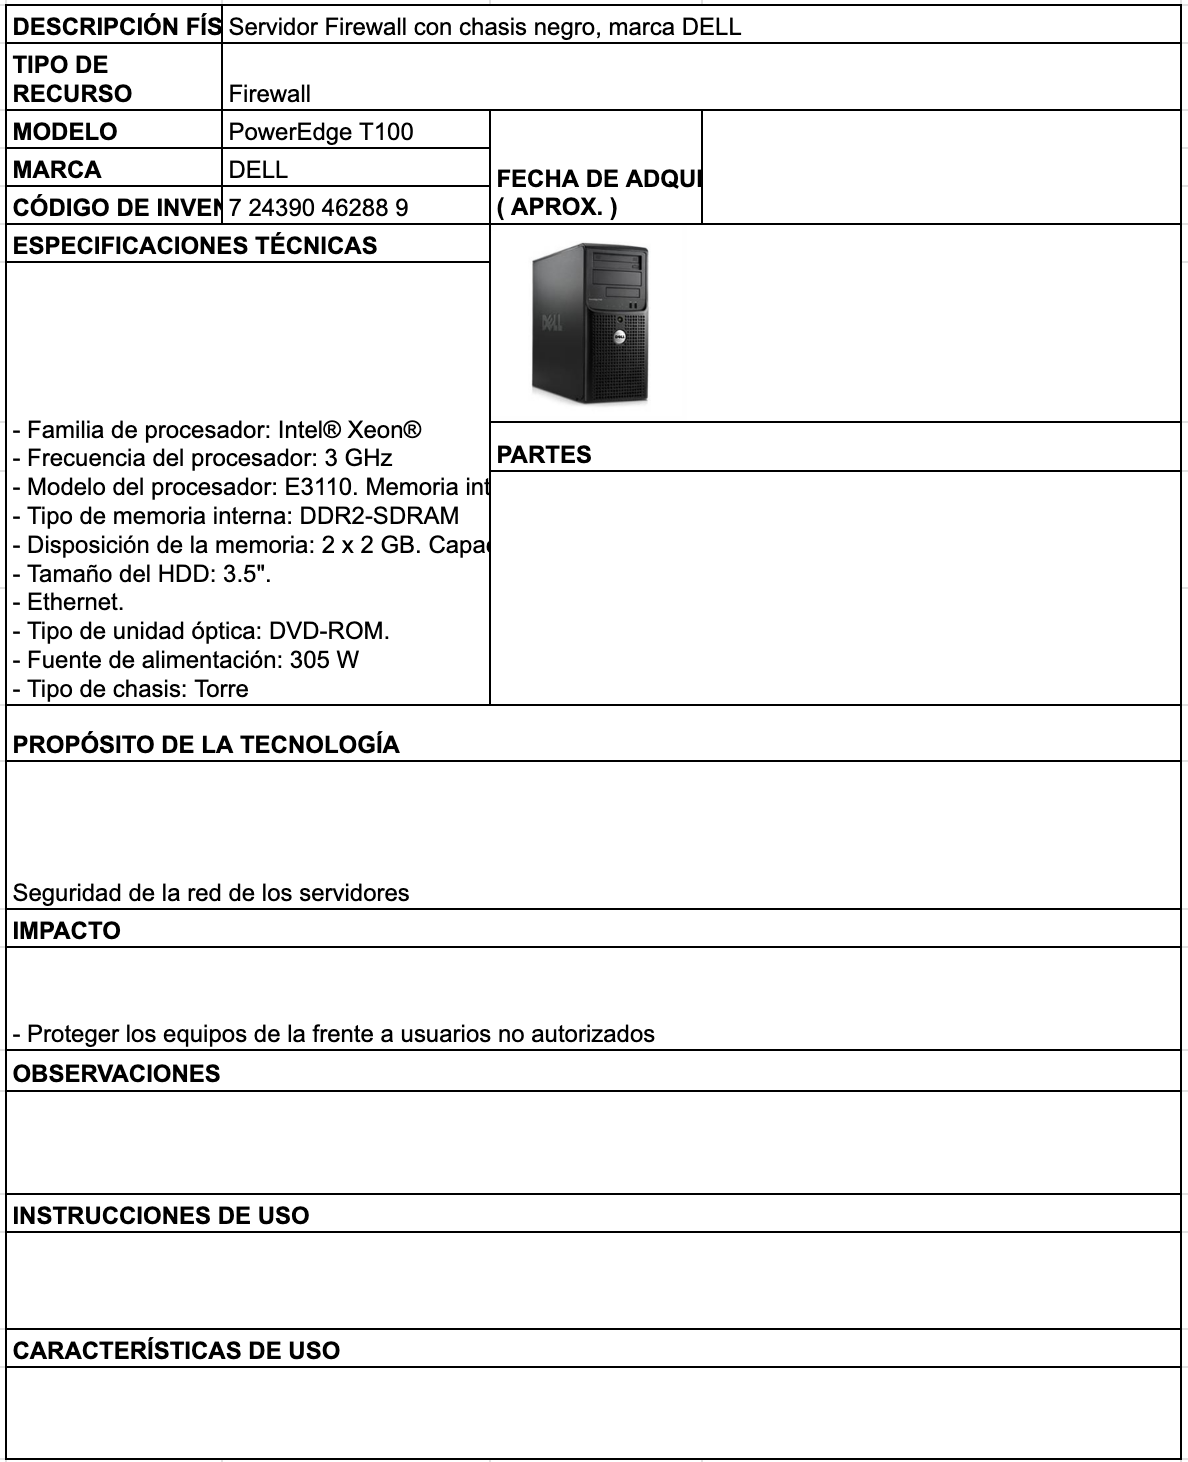 DESCRIPCIÓN FÍS Servidor Firewall con chasis negro, marca DELL
TIPO DE
RECURSO Firewall
MODELO PowerEdge T100
MARCA DELL
CÓDIGO DE INVEN 7 24390 46288 9
FECHA DE ADQUI
( APROX. )
ESPECIFICACIONES TÉCNICAS
- Familia de procesador: Intel® Xeon®
- Frecuencia del procesador: 3 GHz
- Modelo del procesador: E3110. Memoria int
- Tipo de memoria interna: DDR2-SDRAM
- Disposición de la memoria: 2 x 2 GB. Capac
- Tamaño del HDD: 3.5".
- Ethernet.
- Tipo de unidad óptica: DVD-ROM.
- Fuente de alimentación: 305 W
- Tipo de chasis: Torre
DELL
PARTES
PROPÓSITO DE LA TECNOLOGÍA
Seguridad de la red de los servidores
IMPACTO
- Proteger los equipos de la frente a usuarios no autorizados
OBSERVACIONES
INSTRUCCIONES DE USO
CARACTERÍSTICAS DE USO